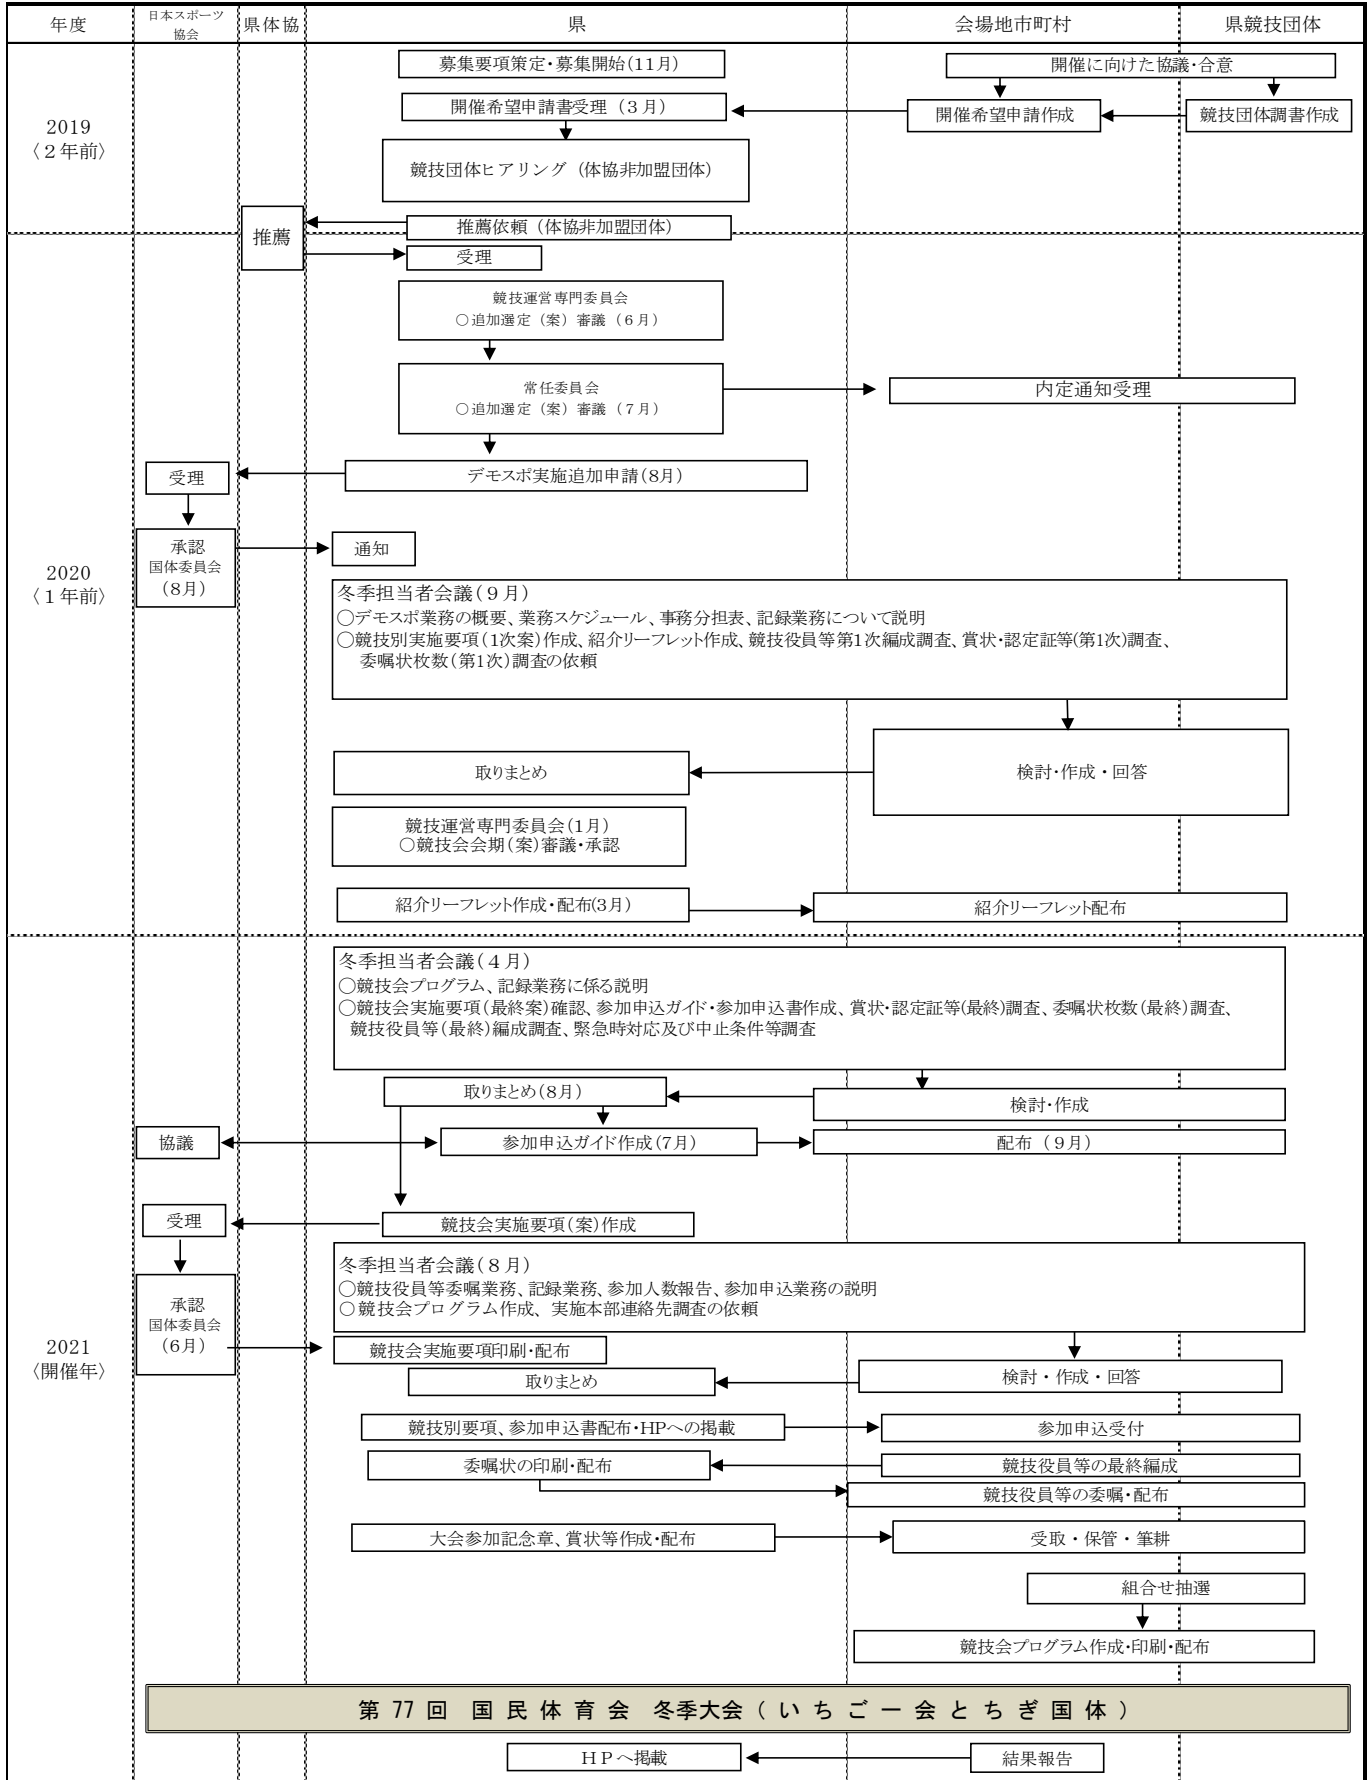 年度
日本スポーツ
協会
県体協
県
会場地市町村
県競技団体
2019
〈２年前〉
募集要項策定・募集開始(11月)
開催に向けた協議・合意
開催希望申請書受理（３月）
開催希望申請作成
競技団体調書作成
競技団体ヒアリング（体協非加盟団体）
推薦
推薦依頼（体協非加盟団体）
受理
2020
〈１年前〉
競技運営専門委員会
○追加選定（案）審議（６月）
常任委員会
○追加選定（案）審議（７月）
内定通知受理
受理
デモスポ実施追加申請(8月)
承認
国体委員会
(８月)
通知
冬季担当者会議(９月)
○デモスポ業務の概要、業務スケジュール、事務分担表、記録業務について説明
○競技別実施要項(１次案)作成、紹介リーフレット作成、競技役員等第1次編成調査、賞状・認定証等(第1次)調査、
委嘱状枚数(第1次)調査の依頼
検討・作成・回答
取りまとめ
競技運営専門委員会(1月)
○競技会会期(案)審議・承認
紹介リーフレット作成・配布(3月)
紹介リーフレット配布
2021
〈開催年〉
冬季担当者会議(４月)
○競技会プログラム、記録業務に係る説明
○競技会実施要項(最終案)確認、参加申込ガイド・参加申込書作成、賞状・認定証等(最終)調査、委嘱状枚数(最終)調査、
競技役員等(最終)編成調査、緊急時対応及び中止条件等調査
取りまとめ(８月)
検討・作成
協議
参加申込ガイド作成(７月)
配布（９月）
受理
競技会実施要項(案)作成
冬季担当者会議(８月)
○競技役員等委嘱業務、記録業務、参加人数報告、参加申込業務の説明
○競技会プログラム作成、実施本部連絡先調査の依頼
承認
国体委員会
(６月)
競技会実施要項印刷・配布
検討・作成・回答
取りまとめ
競技別要項、参加申込書配布・HPへの掲載
参加申込受付
委嘱状の印刷・配布
競技役員等の最終編成
競技役員等の委嘱・配布
大会参加記念章、賞状等作成・配布
受取・保管・筆耕
組合せ抽選
競技会プログラム作成・印刷・配布
第 77 回 国 民 体 育 会 冬季大会 ( い ち ご 一 会 と ち ぎ 国 体 )
ＨＰへ掲載
結果報告